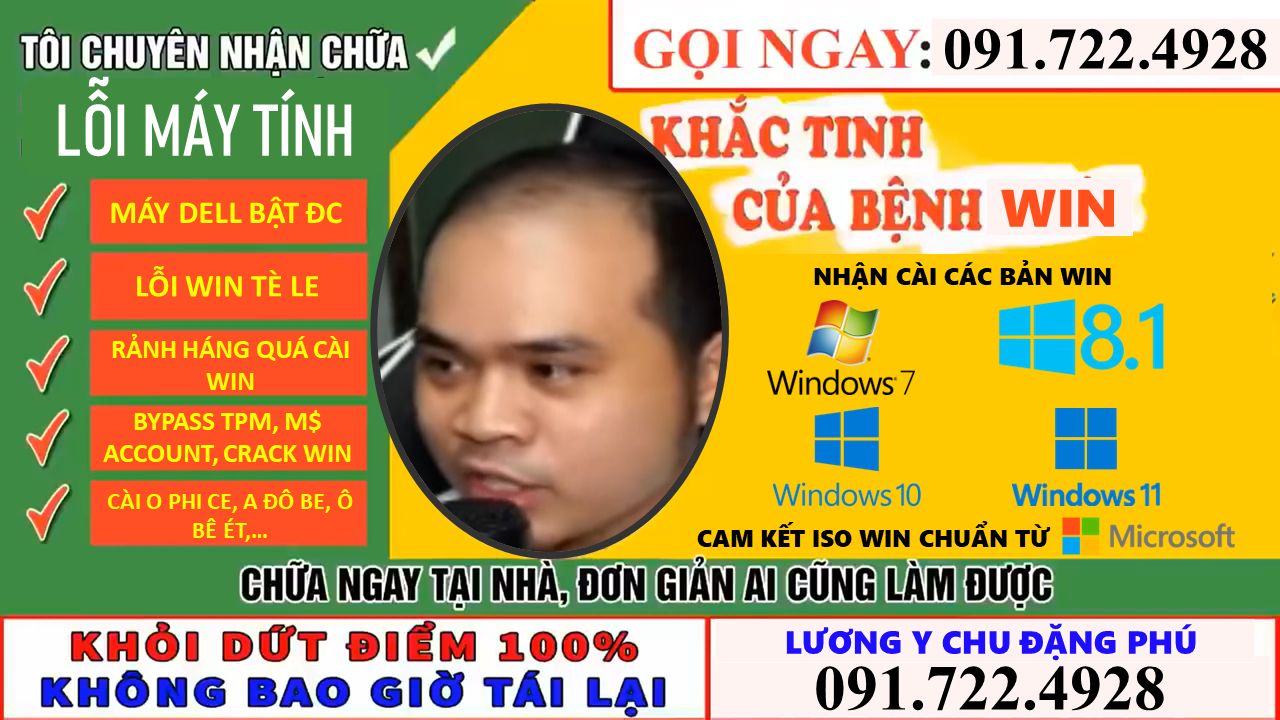 TÔI CHUYÊN NHẬN CHỮA
LỖI MÁY TÍNH
MÁY DELL BẬT ĐC
LỖI WIN TÈ LE
RẢNH HÁNG QUÁ CÀI
WIN
BYPASS TPM, M$
ACCOUNT, CRACK WIN
CÀI O PHI CE, A ĐÔ BE, Ô
BÊ ÉT,...
GỌI NGAY: 091.722.4928
KHẮC TINH
CỦA BỆNH WIN
NHẬN CÀI CÁC BẢN WIN
Windows 7
8.1
Windows 10
Windows 11
CAM KẾT ISO WIN CHUẨN TỪ Microsoft
CHỮA NGAY TẠI NHÀ, ĐƠN GIẢN AI CŨNG LÀM ĐƯỢC
KHỎI DỨT ĐIỂM 100%
KHÔNG BAO GIỜ TÁI LẠI
LƯƠNG Y CHU ĐẶNG PHÚ
091.722.4928